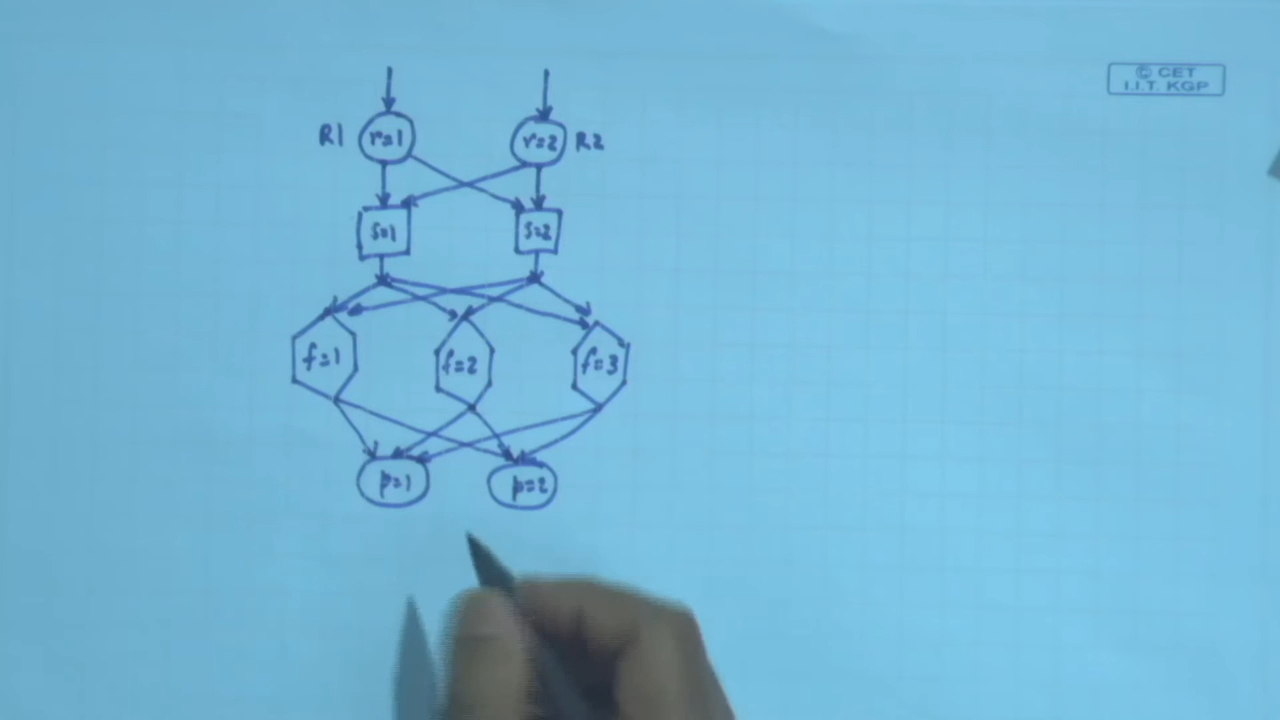 © CET
I.I.T. KGP
R1 r=1 r=2 R2
s=1 s=2
f=1 f=2 f=3
p=1 p=2